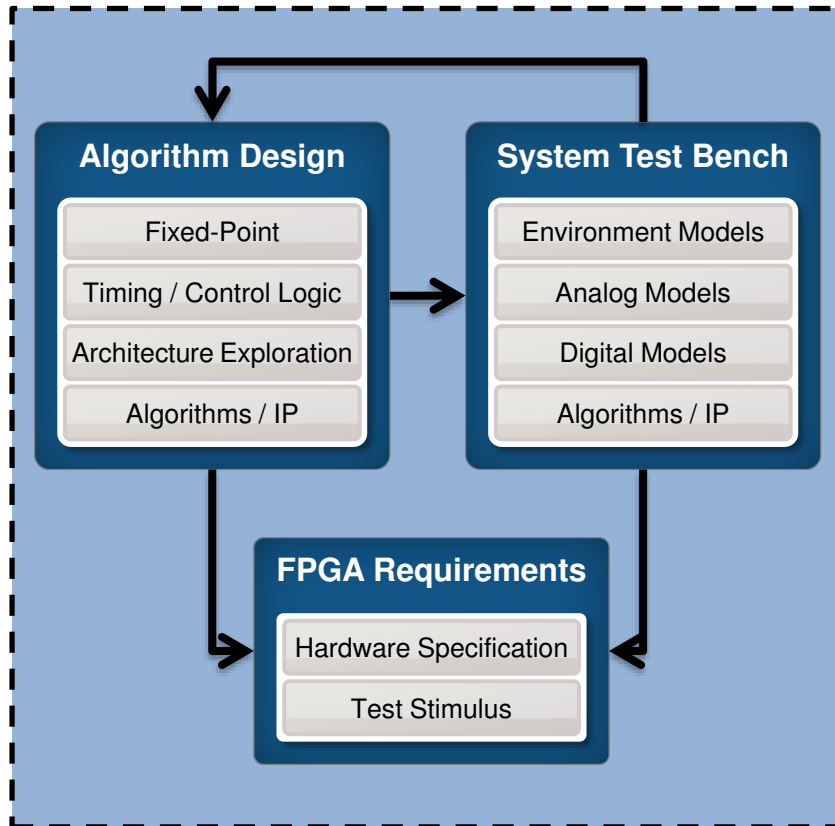 Algorithm Design
Fixed-Point
Timing / Control Logic
Architecture Exploration
Algorithms / IP
System Test Bench
Environment Models
Analog Models
Digital Models
Algorithms / IP
FPGA Requirements
Hardware Specification
Test Stimulus